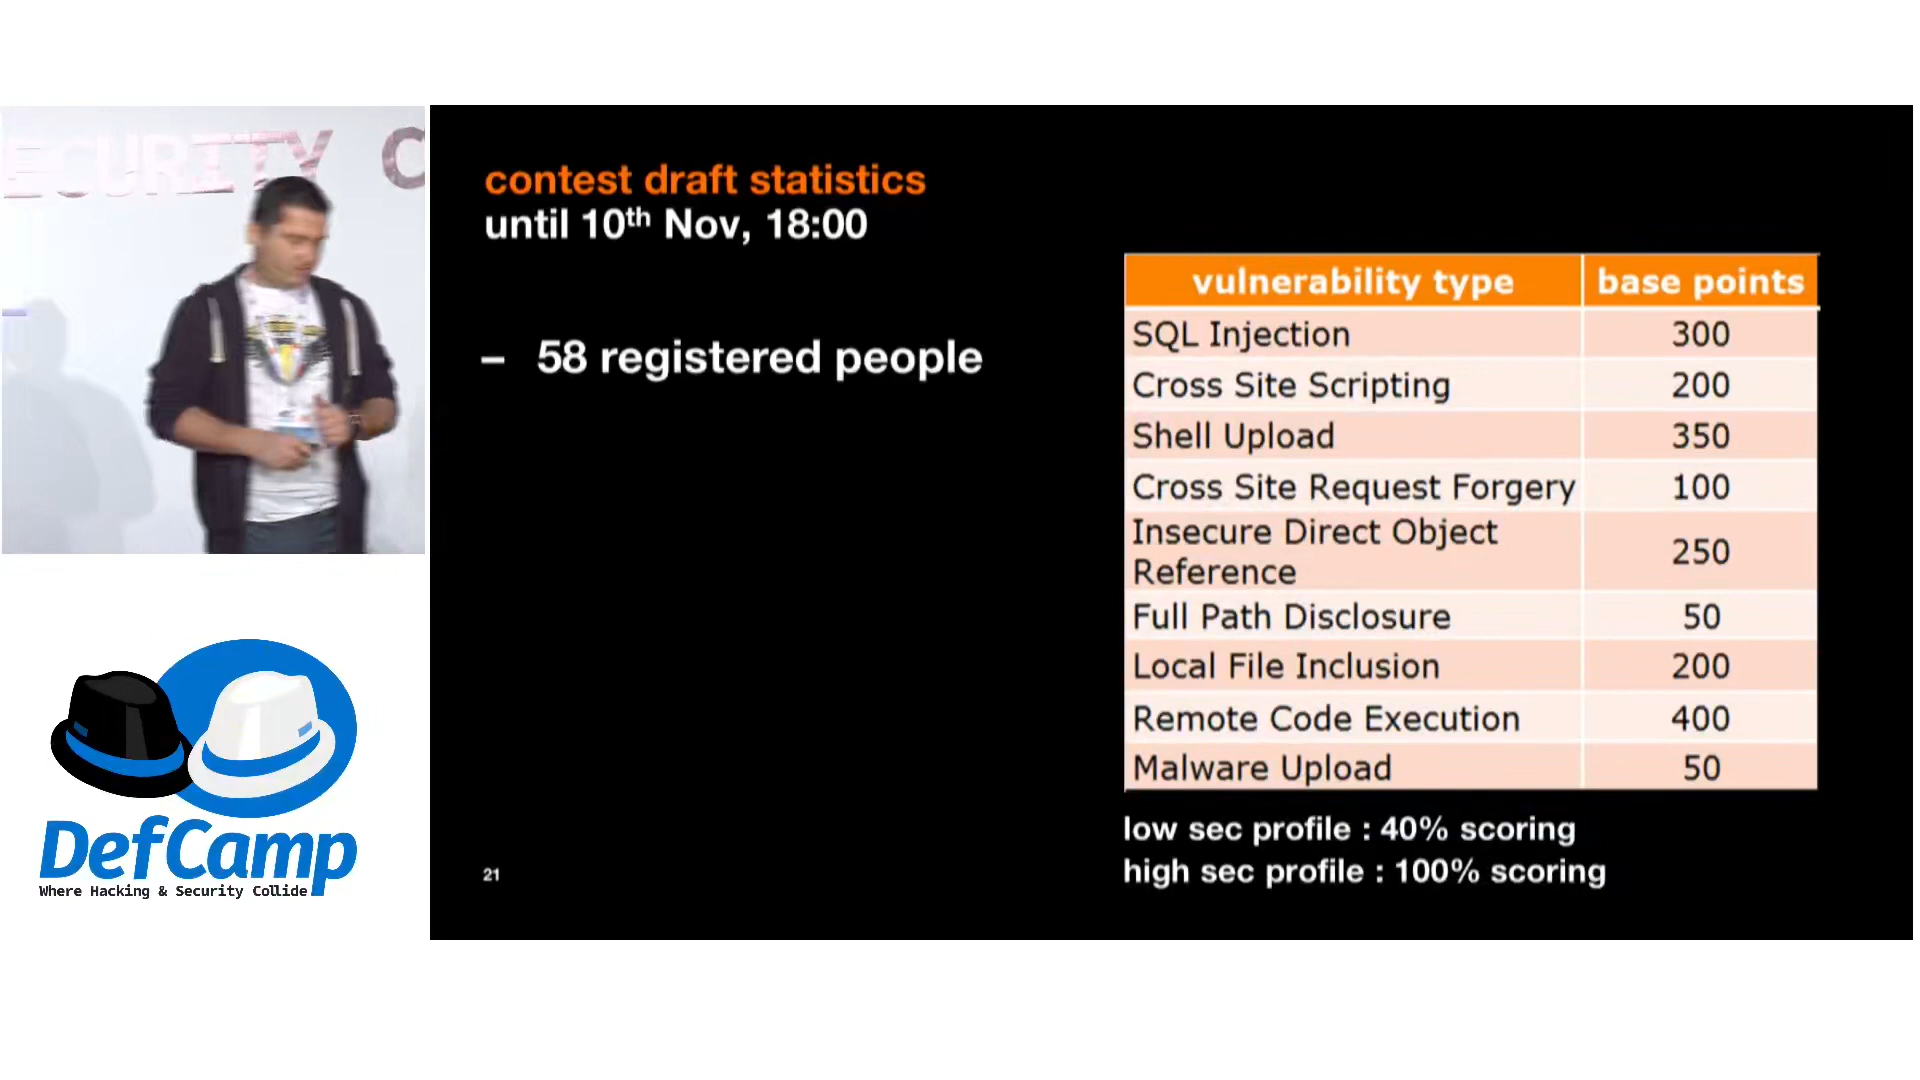 ECURITY C
contest draft statistics
until 10th Nov, 18:00
– 58 registered people
vulnerability type base points
SQL Injection 300
Cross Site Scripting 200
Shell Upload 350
Cross Site Request Forgery 100
Insecure Direct Object
Reference 250
Full Path Disclosure 50
Local File Inclusion 200
Remote Code Execution 400
Malware Upload 50
low sec profile : 40% scoring
high sec profile : 100% scoring
21
DefCamp
Where Hacking & Security Collide